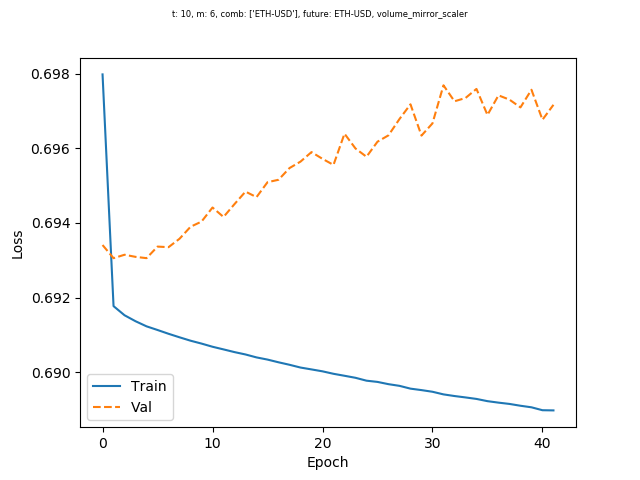 t: 10, m: 6, comb: ['ETH-USD'], future: ETH-USD, volume_mirror_scaler
0.698
0.696
0.694
0.692
0.690
Loss
Train
Val
0 10 20 30 40
Epoch